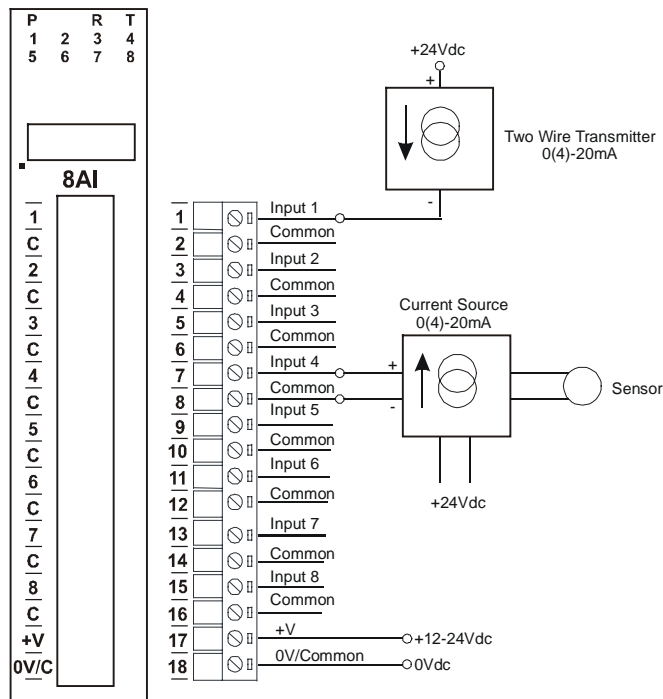 P R T
1 2 3 4
5 6 7 8
8AI
1
C
2
C
3
C
4
C
5
C
6
C
7
C
8
C
+V
0V/C
1 Input 1
2 Common
3 Input 2
4 Common
5 Input 3
6 Common
7 Input 4
8 Common
9 Input 5
10 Common
11 Input 6
12 Common
13 Input 7
14 Common
15 Input 8
16 Common
17 +V +12-24Vdc
18 0V/Common 0Vdc
+24Vdc
+
-
Two Wire Transmitter
0(4)-20mA
Current Source
0(4)-20mA
+
-
Sensor
+24Vdc